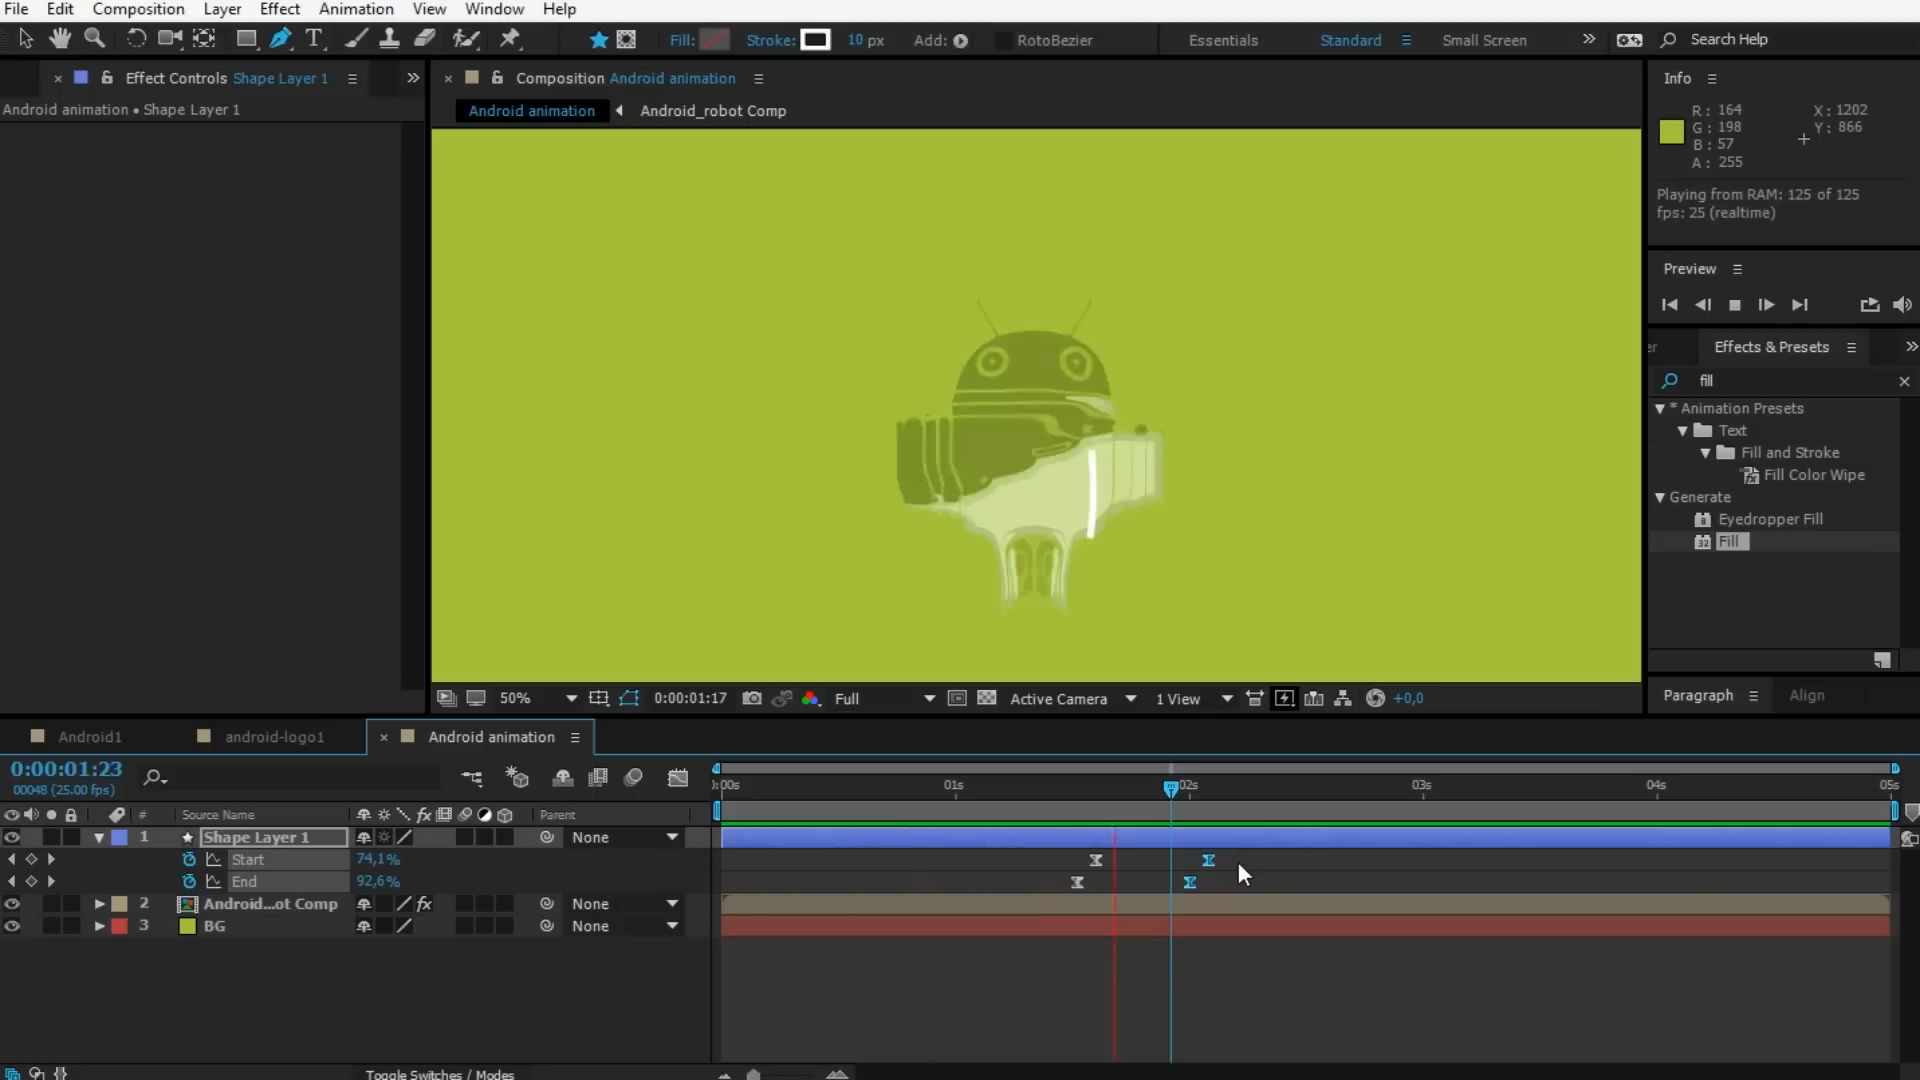 File Edit Composition Layer Effect Animation View Window Help
Fill: Stroke: 10 px Add: RotoBezier Essentials Standard Small Screen Search Help
Effect Controls Shape Layer 1
Composition Android animation
Info
Android animation • Shape Layer 1
Android animation Android_robot Comp
R: 164 X: 1202
G: 198 Y: 866
B: 57
A: 255
Playing from RAM: 125 of 125
fps: 25 (realtime)
Preview
Effects & Presets
fill
* Animation Presets
Text
Fill and Stroke
Fill Color Wipe
Generate
Eyedropper Fill
Fill
50% 0:00:01:17 Full Active Camera 1 View +0,0
Paragraph Align
Android1 android-logo1 Android animation
0:00:01:23
00048 (25.00 fps)
:00s 01s 02s 03s 04s 05s
# Source Name fx Parent
1 Shape Layer 1 None
Start 74,1%
End 92,6%
2 Android...ot Comp fx None
3 BG None
Toggle Switches / Modes